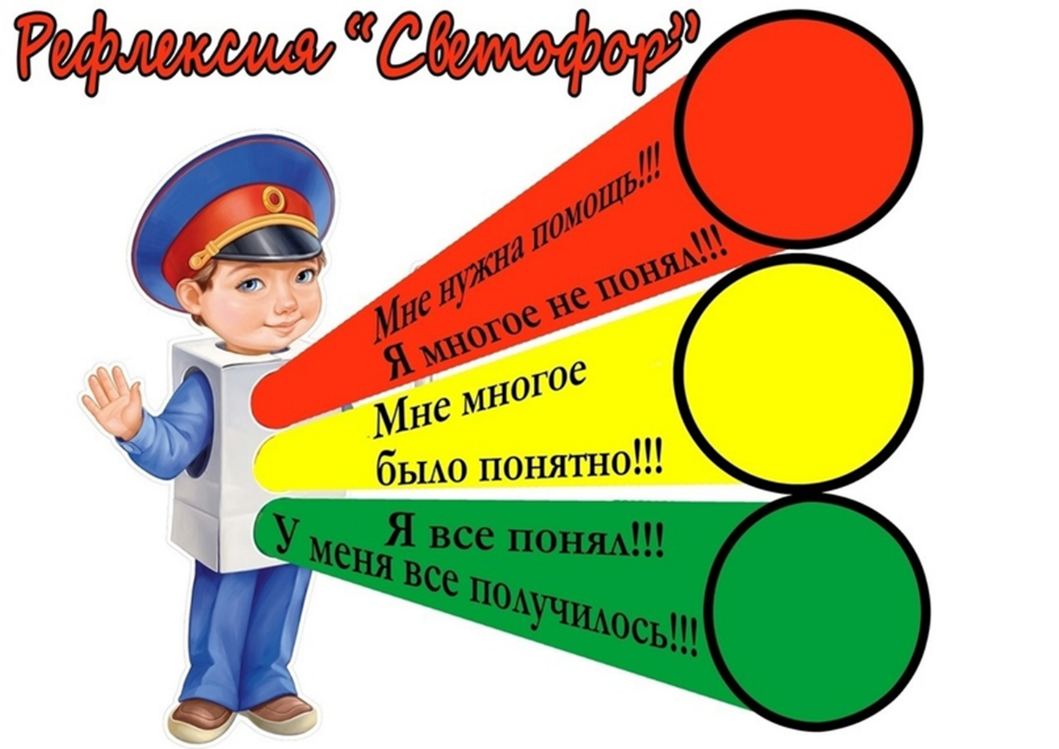 Рефлексия “Светофор”
Мне нужна помощь!!!
Я многое не понял!!!
Мне многое
было понятно!!!
Я все понял!!!
У меня все получилось!!!